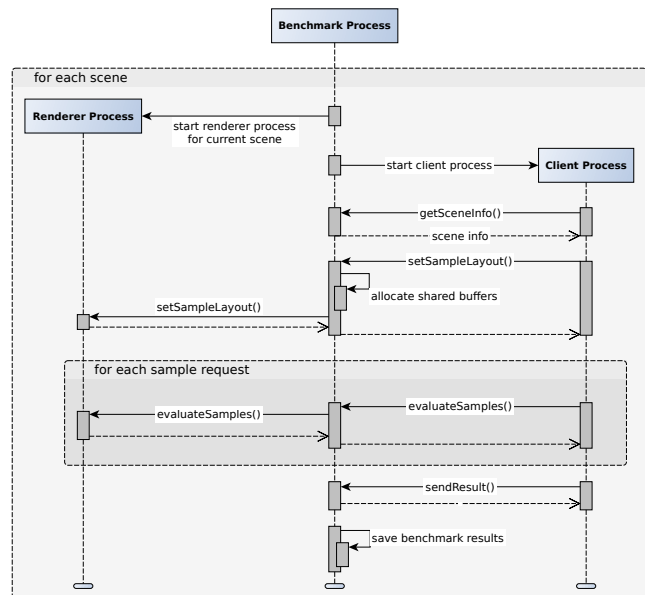 Benchmark Process
for each scene
Renderer Process
start renderer process
for current scene
start client process
Client Process
getSceneInfo()
scene info
setSampleLayout()
allocate shared buffers
setSampleLayout()
for each sample request
evaluateSamples()
evaluateSamples()
sendResult()
save benchmark results